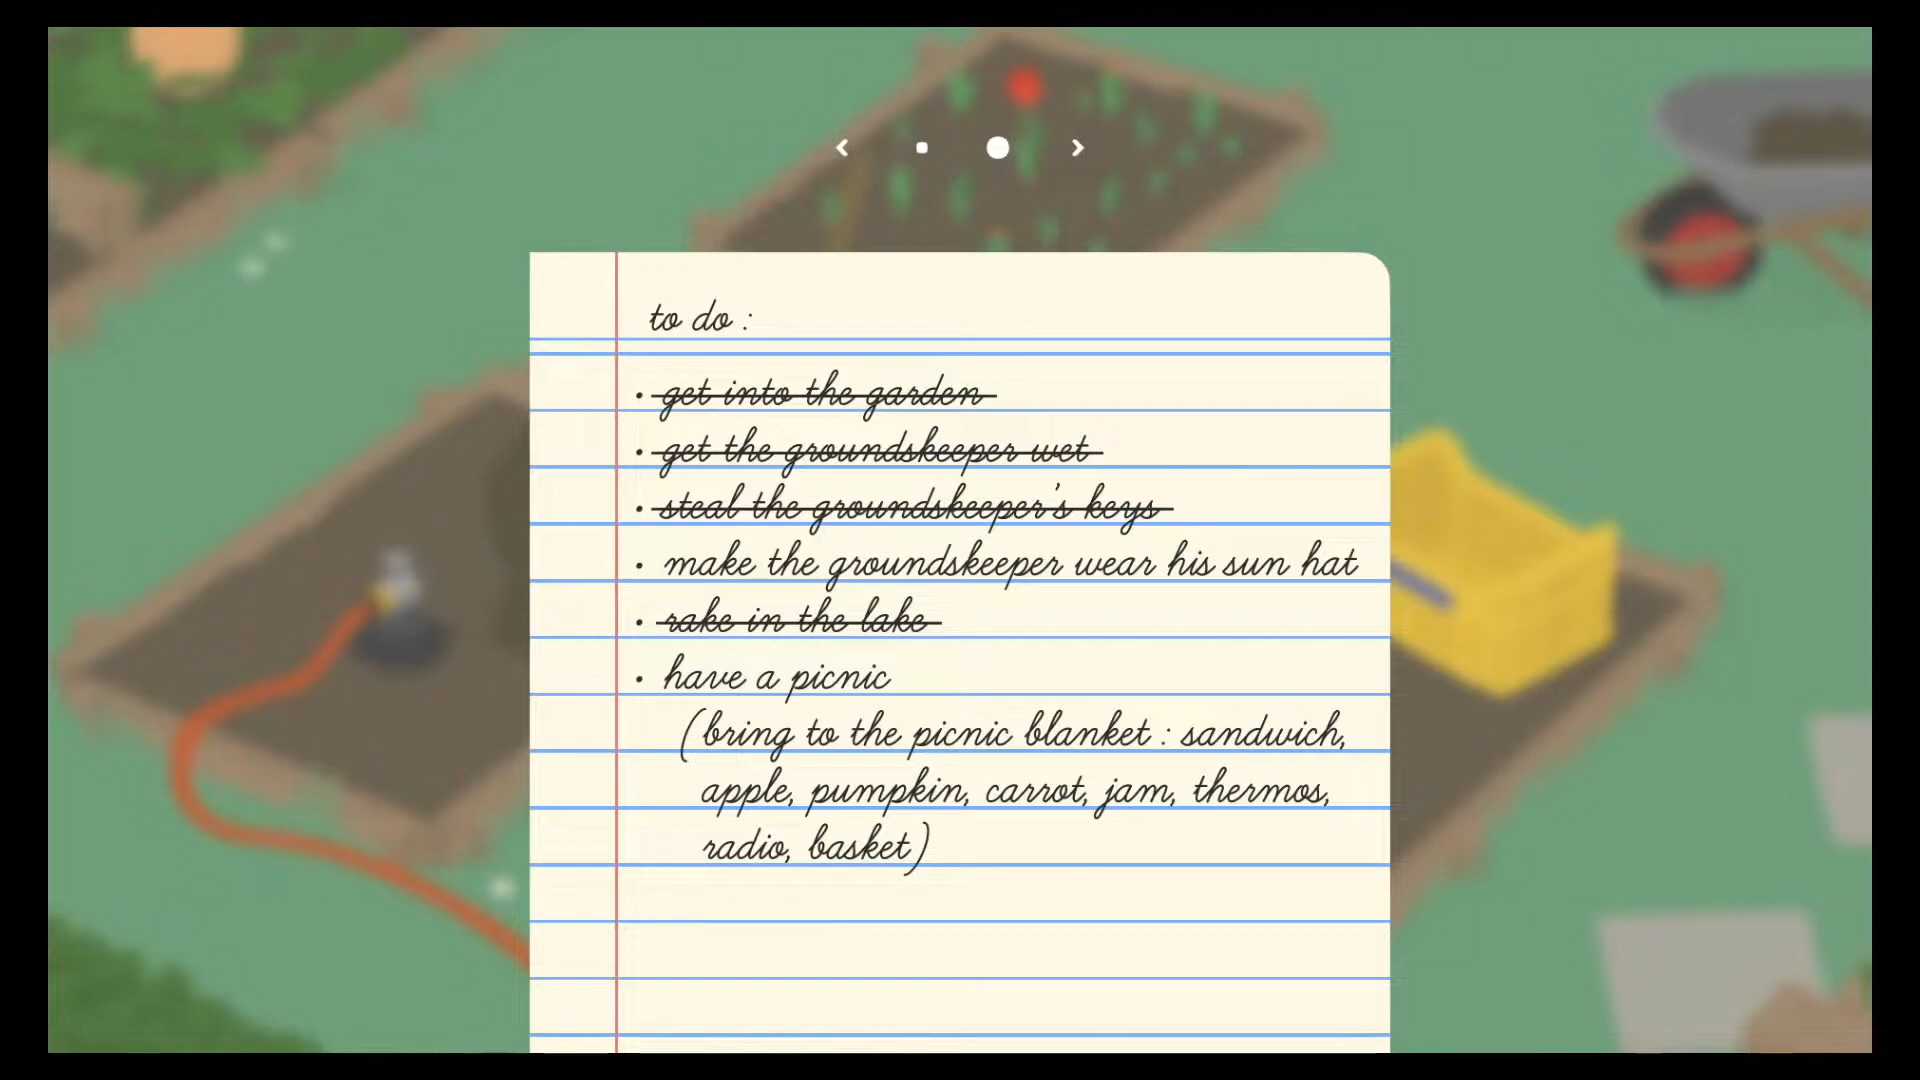 to do :
• get into the garden
• get the groundskeeper wet
• steal the groundskeeper's keys
• make the groundskeeper wear his sun hat
• rake in the lake
• have a picnic
(bring to the picnic blanket : sandwich,
apple, pumpkin, carrot, jam, thermos,
radio, basket)